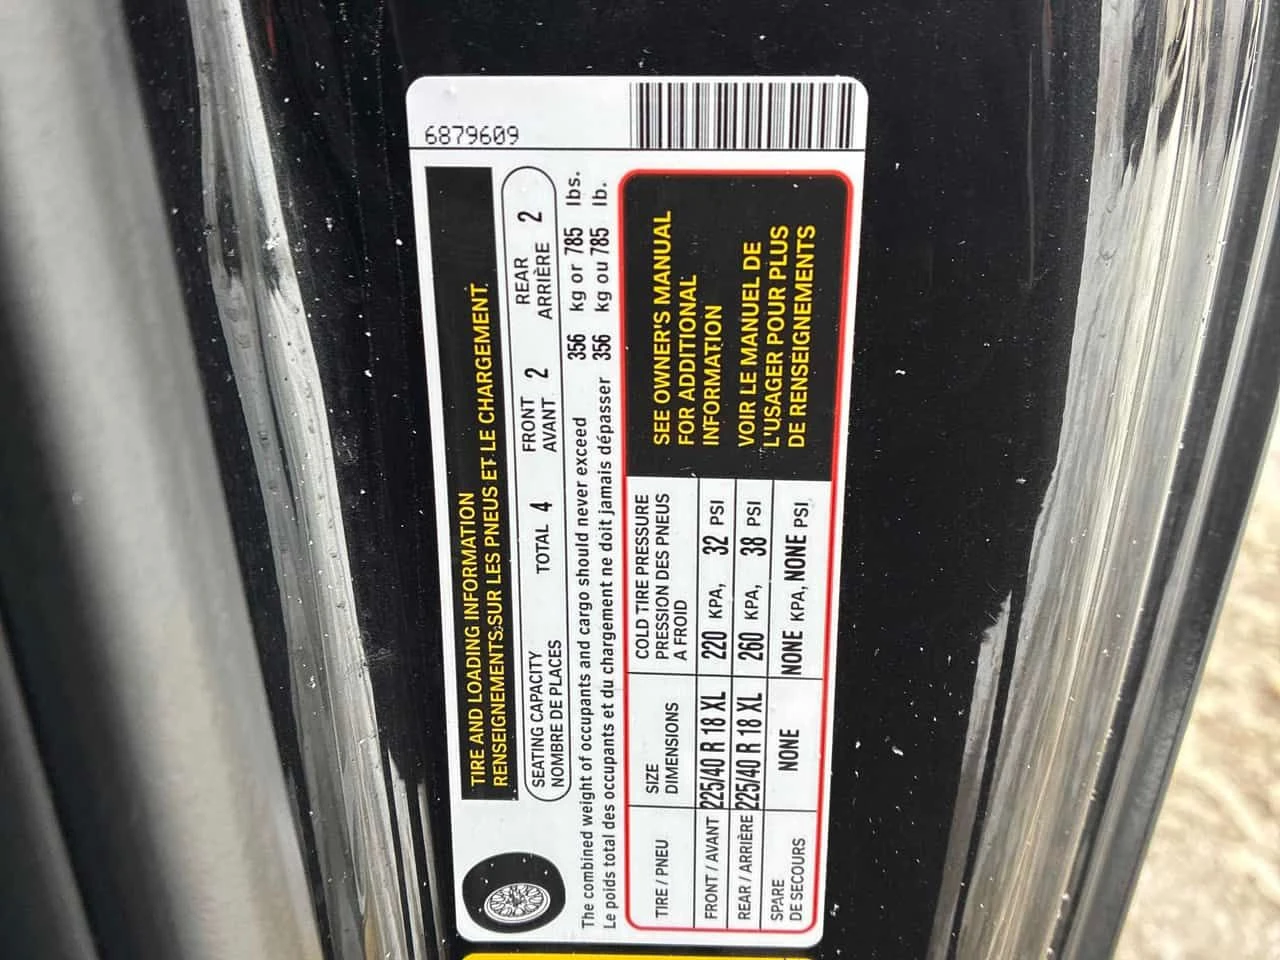 6879609
TIRE AND LOADING INFORMATION
RENSEIGNEMENTS SUR LES PNEUS ET LE CHARGEMENT
SEATING CAPACITY TOTAL 4 FRONT 2 REAR 2
NOMBRE DE PLACES AVANT ARRIÈRE
The combined weight of occupants and cargo should never exceed 356 kg or 785 lbs.
Le poids total des occupants et du chargement ne doit jamais dépasser 356 kg ou 785 lb.
TIRE / PNEU
SIZE
DIMENSIONS
COLD TIRE PRESSURE
PRESSION DES PNEUS
A FROID
FRONT / AVANT 225/40 R 18 XL 220 KPA, 32 PSI
REAR / ARRIÈRE 225/40 R 18 XL 260 KPA, 38 PSI
SPARE
DE SECOURS
NONE NONE KPA, NONE PSI
SEE OWNER'S MANUAL
FOR ADDITIONAL
INFORMATION
VOIR LE MANUEL DE
L'USAGER POUR PLUS
DE RENSEIGNEMENTS